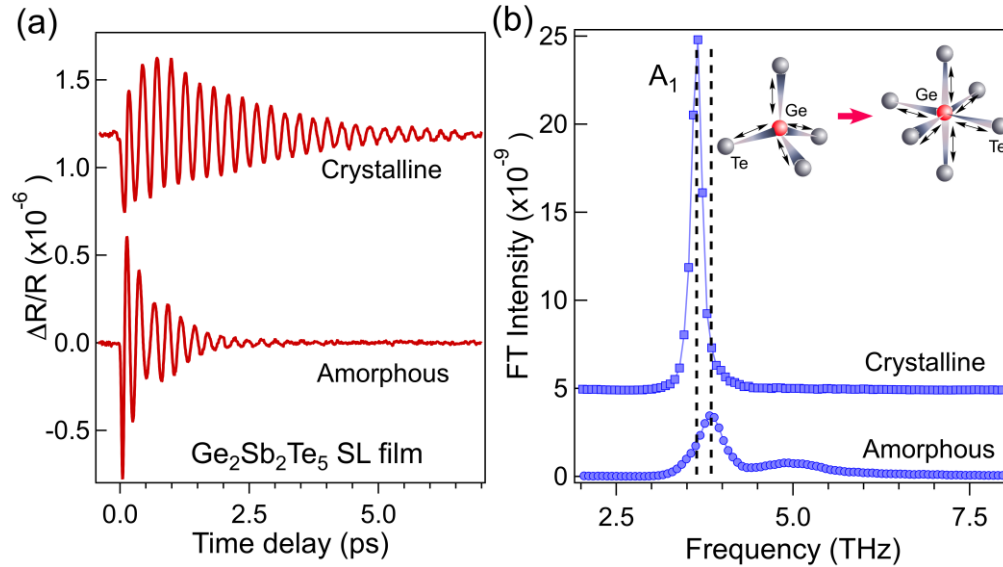 (a)
ΔR/R (x10⁻⁶)
1.5
1.0
0.5
0.0
-0.5
Crystalline
Amorphous
Ge₂Sb₂Te₅ SL film
0.0 2.5 5.0
Time delay (ps)
(b)
FT Intensity (x10⁻⁹)
25
20
15
10
5
0
A₁
Ge
Te
Ge
Te
Crystalline
Amorphous
2.5 5.0 7.5
Frequency (THz)